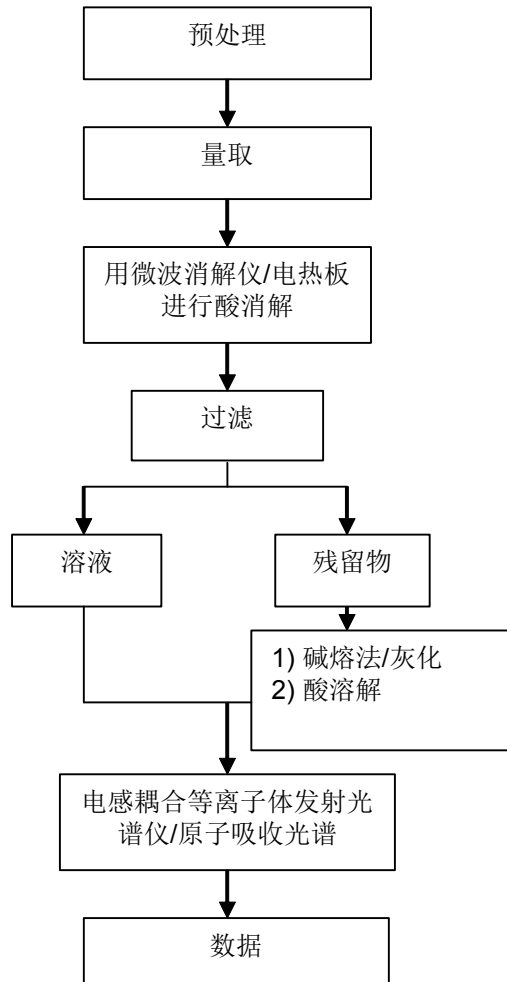 预处理
量取
用微波消解仪/电热板
进行酸消解
过滤
溶液
残留物
1) 碱熔法/灰化
2) 酸溶解
电感耦合等离子体发射光
谱仪/原子吸收光谱
数据